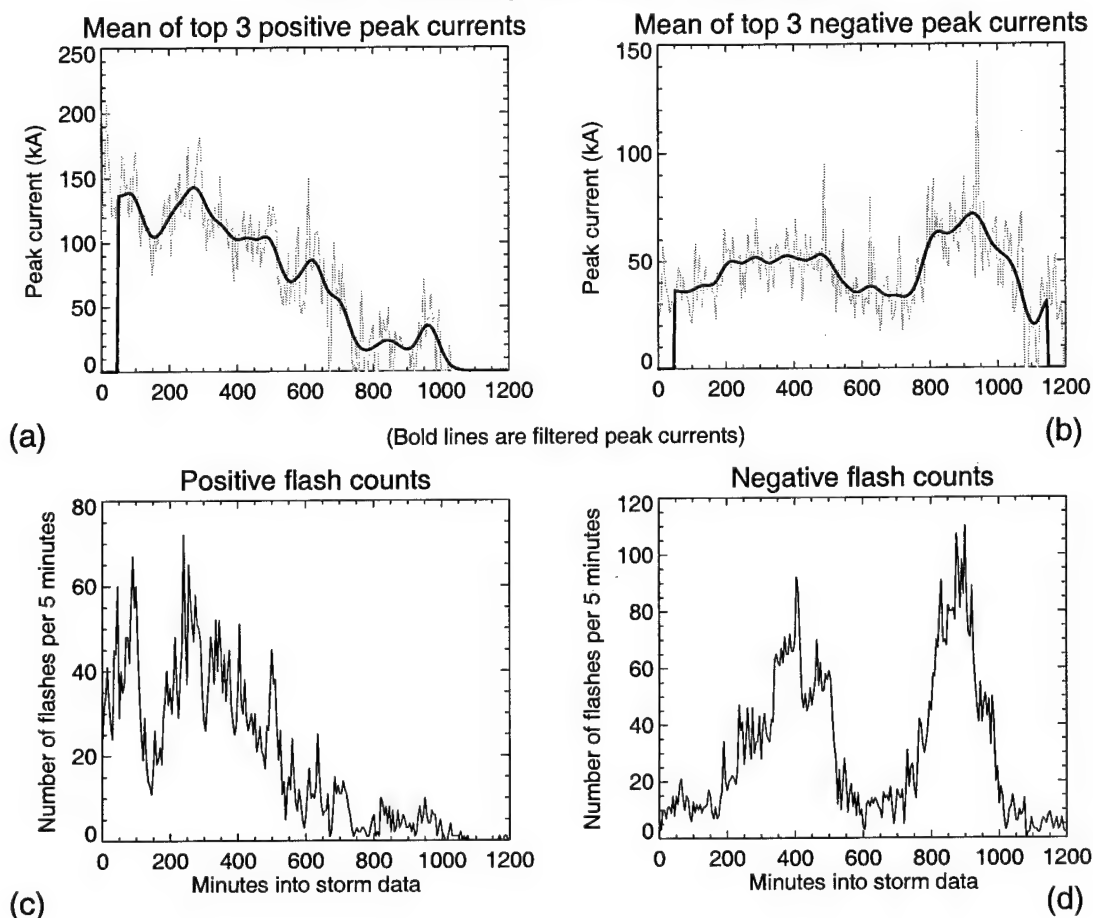 Mean of top 3 positive peak currents
Peak current (kA)
250
200
150
100
50
0
0 200 400 600 800 1000 1200
(a)
Mean of top 3 negative peak currents
Peak current (kA)
150
100
50
0
0 200 400 600 800 1000 1200
(b)
(Bold lines are filtered peak currents)
Positive flash counts
Number of flashes per 5 minutes
80
60
40
20
0
0 200 400 600 800 1000 1200
Minutes into storm data
(c)
Negative flash counts
Number of flashes per 5 minutes
120
100
80
60
40
20
0
0 200 400 600 800 1000 1200
Minutes into storm data
(d)